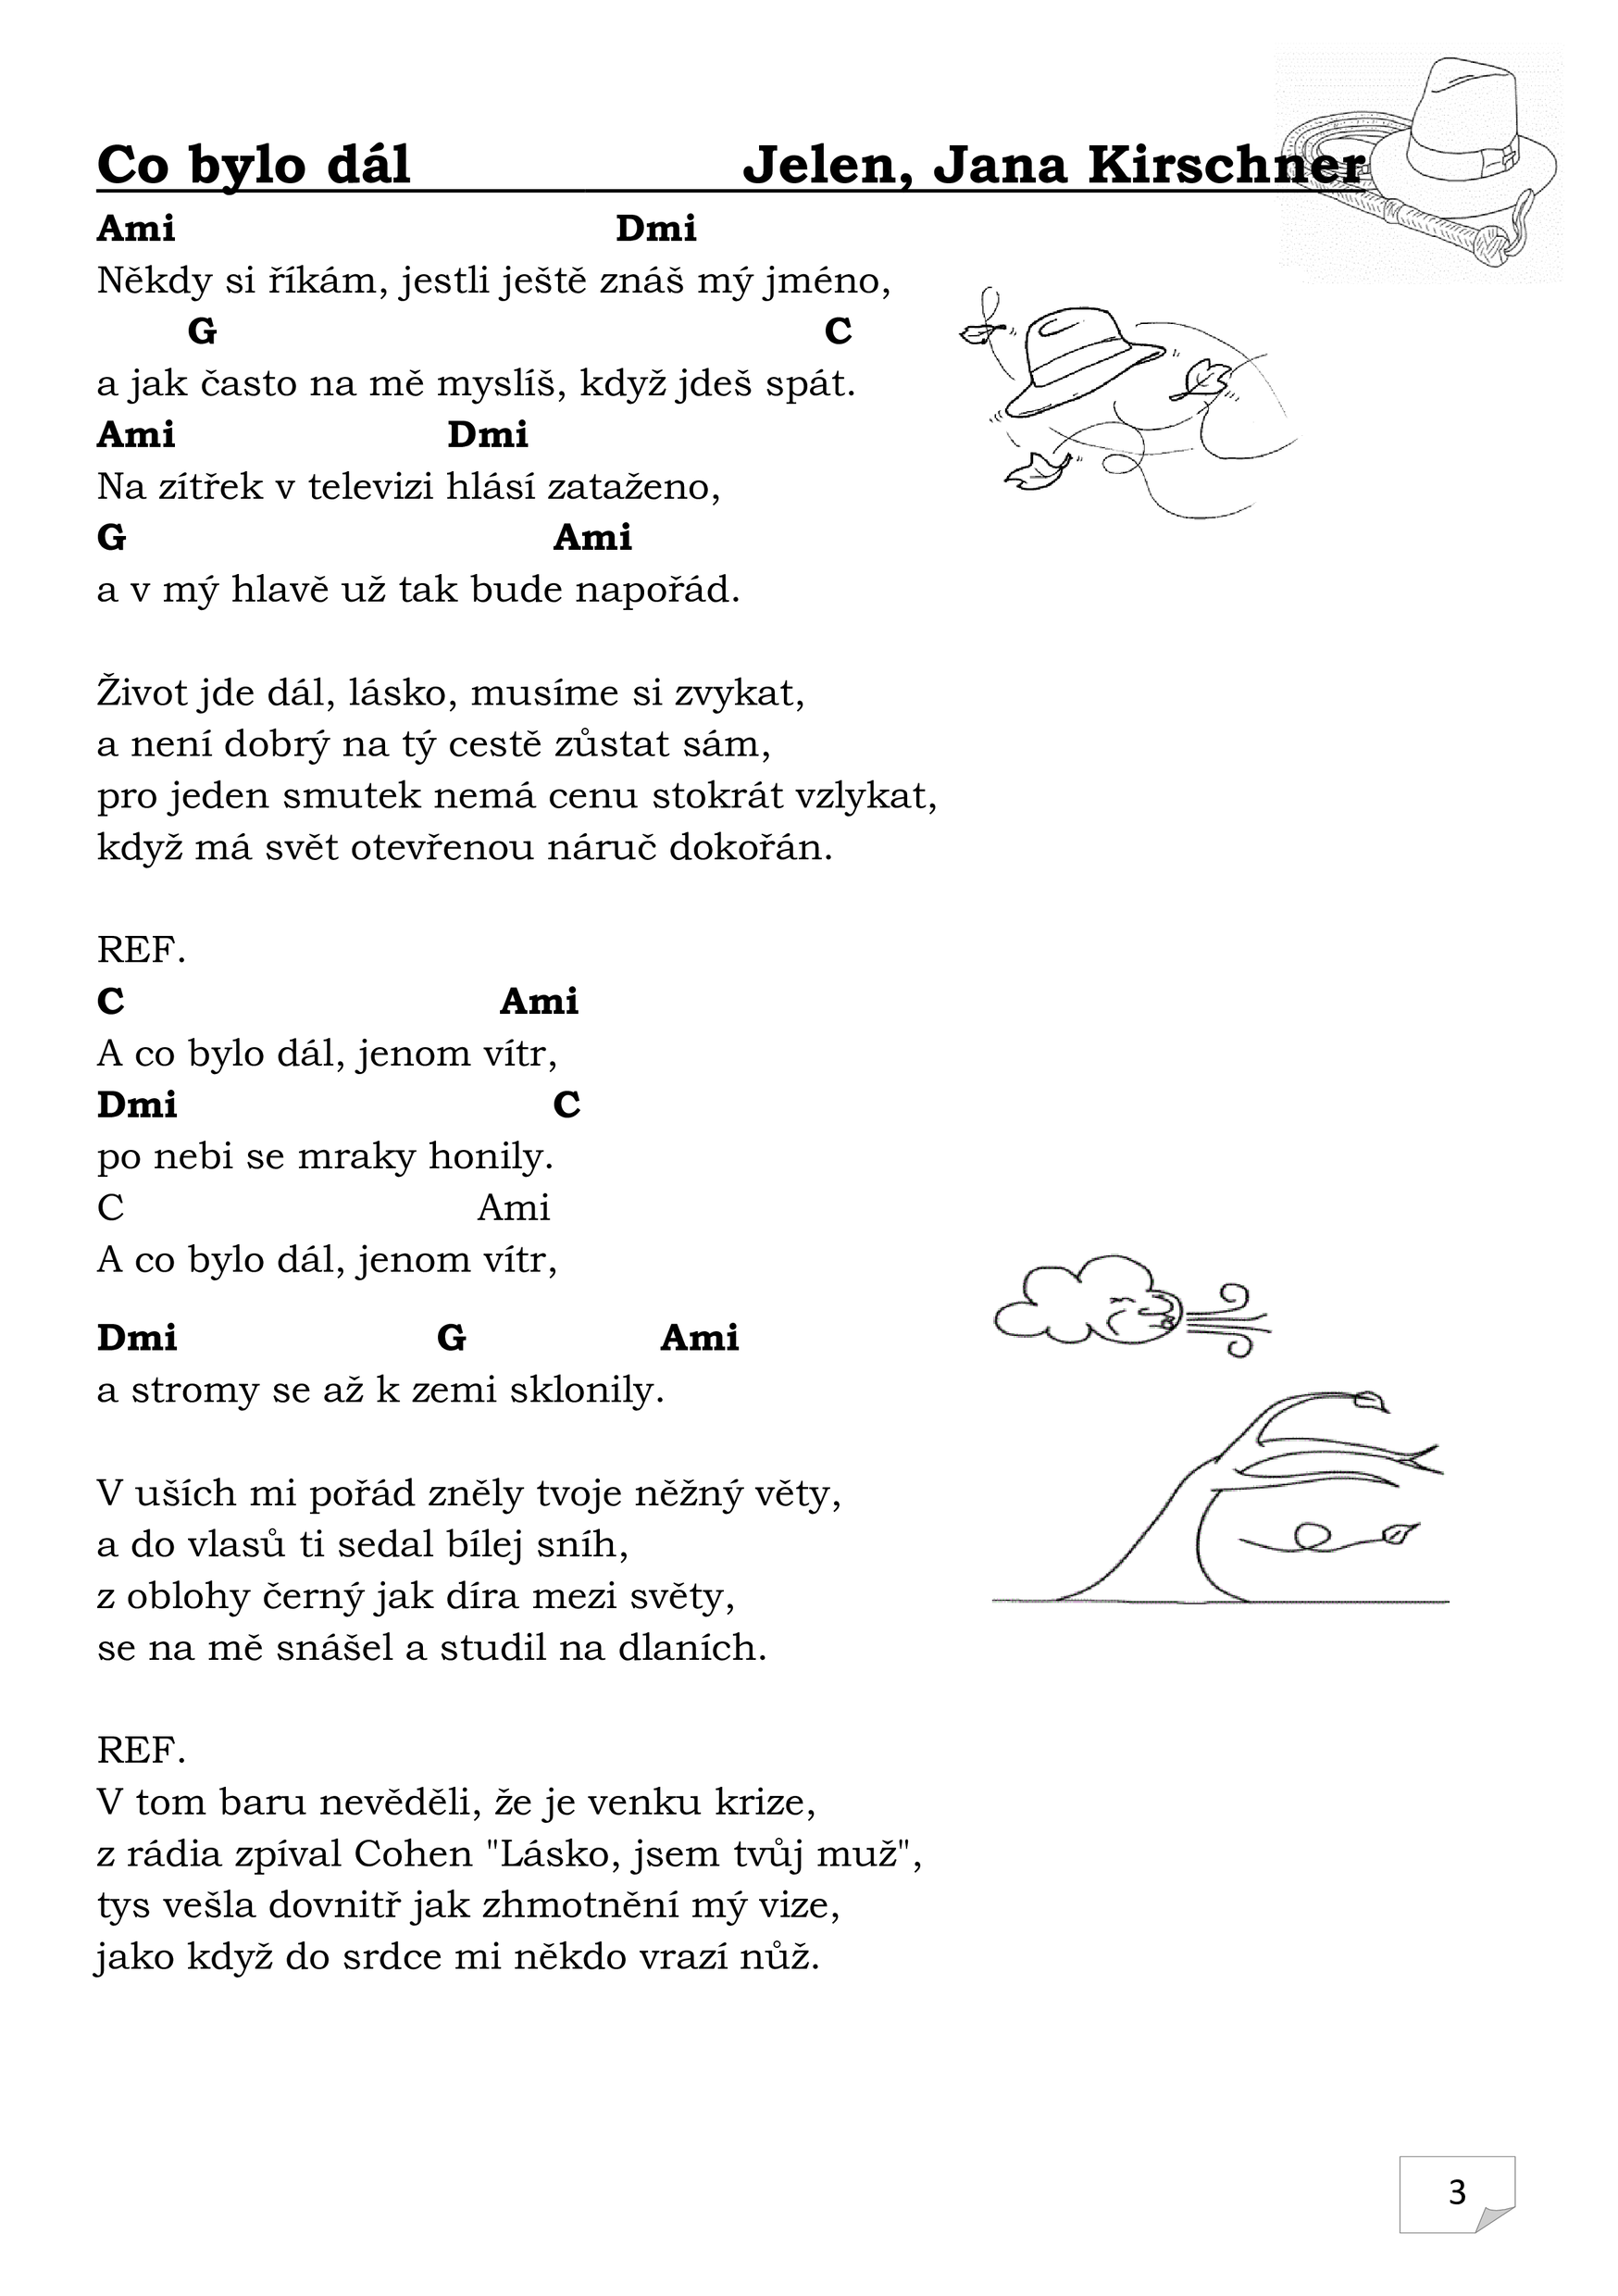 Co bylo dál Jelen, Jana Kirschner
Ami Dmi
Někdy si říkám, jestli ještě znáš mý jméno,
G C
a jak často na mě myslíš, když jdeš spát.
Ami Dmi
Na zítřek v televizi hlásí zataženo,
G Ami
a v mý hlavě už tak bude napořád.
Život jde dál, lásko, musíme si zvykat,
a není dobrý na tý cestě zůstat sám,
pro jeden smutek nemá cenu stokrát vzlykat,
když má svět otevřenou náruč dokořán.
REF.
C Ami
A co bylo dál, jenom vítr,
Dmi C
po nebi se mraky honily.
C Ami
A co bylo dál, jenom vítr,
Dmi G Ami
a stromy se až k zemi sklonily.
V uších mi pořád zněly tvoje něžný věty,
a do vlasů ti sedal bílej sníh,
z oblohy černý jak díra mezi světy,
se na mě snášel a studil na dlaních.
REF.
V tom baru nevěděli, že je venku krize,
z rádia zpíval Cohen "Lásko, jsem tvůj muž",
tys vešla dovnitř jak zhmotnění mý vize,
jako když do srdce mi někdo vrazí nůž.
3